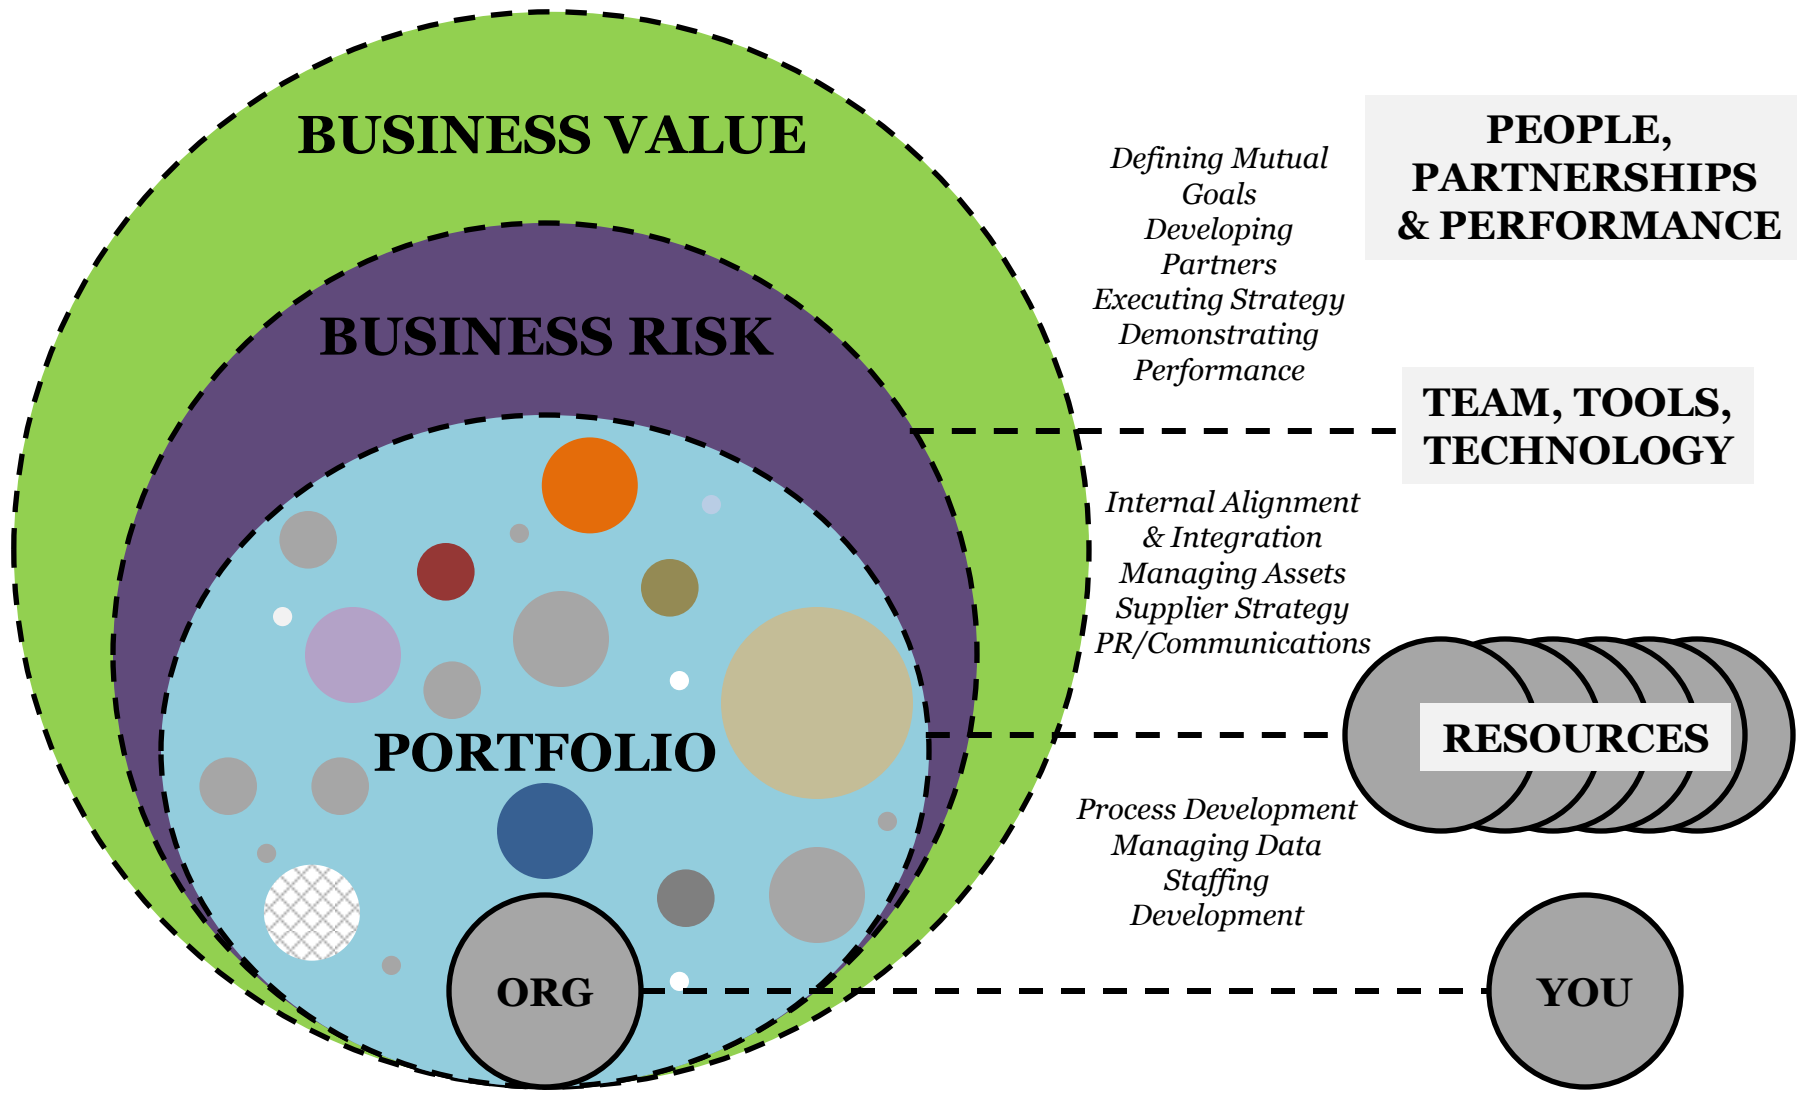 BUSINESS VALUE
BUSINESS RISK
PORTFOLIO
ORG
Defining Mutual
Goals
Developing
Partners
Executing Strategy
Demonstrating
Performance
Internal Alignment
& Integration
Managing Assets
Supplier Strategy
PR/Communications
Process Development
Managing Data
Staffing
Development
PEOPLE,
PARTNERSHIPS
& PERFORMANCE
TEAM, TOOLS,
TECHNOLOGY
RESOURCES
YOU